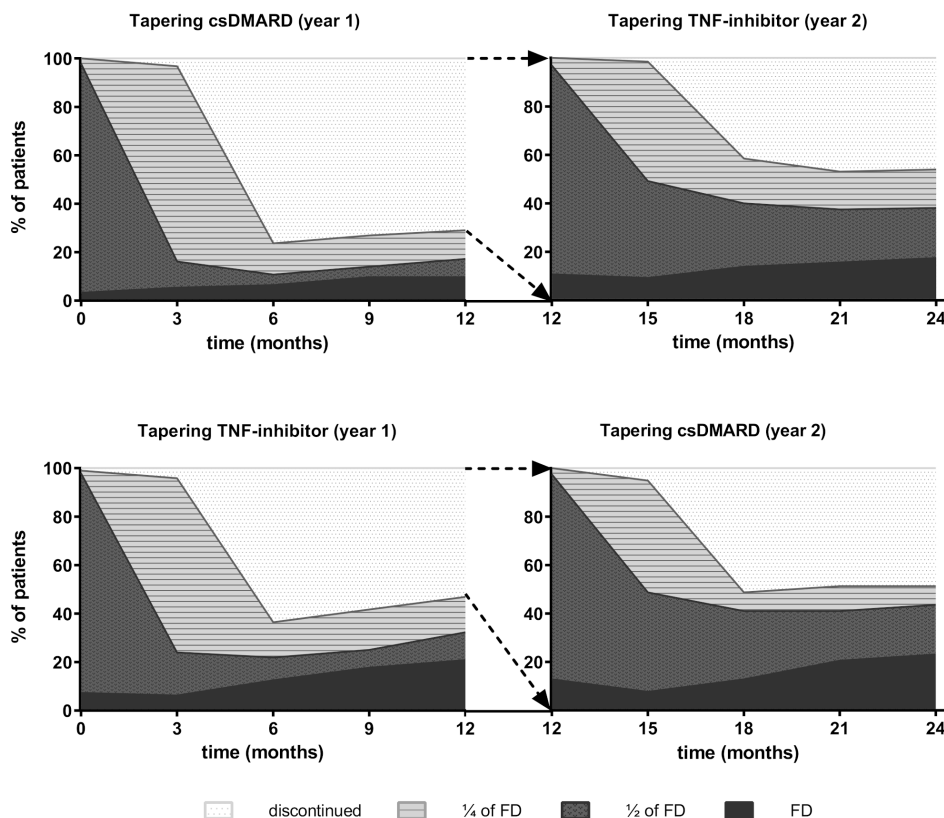 Tapering csDMARD (year 1)
Tapering TNF-inhibitor (year 2)
% of patients
100
80
60
40
20
0
0 3 6 9 12
time (months)
100
80
60
40
20
0
12 15 18 21 24
time (months)
Tapering TNF-inhibitor (year 1)
Tapering csDMARD (year 2)
% of patients
100
80
60
40
20
0
0 3 6 9 12
time (months)
100
80
60
40
20
0
12 15 18 21 24
time (months)
discontinued ¼ of FD ½ of FD FD